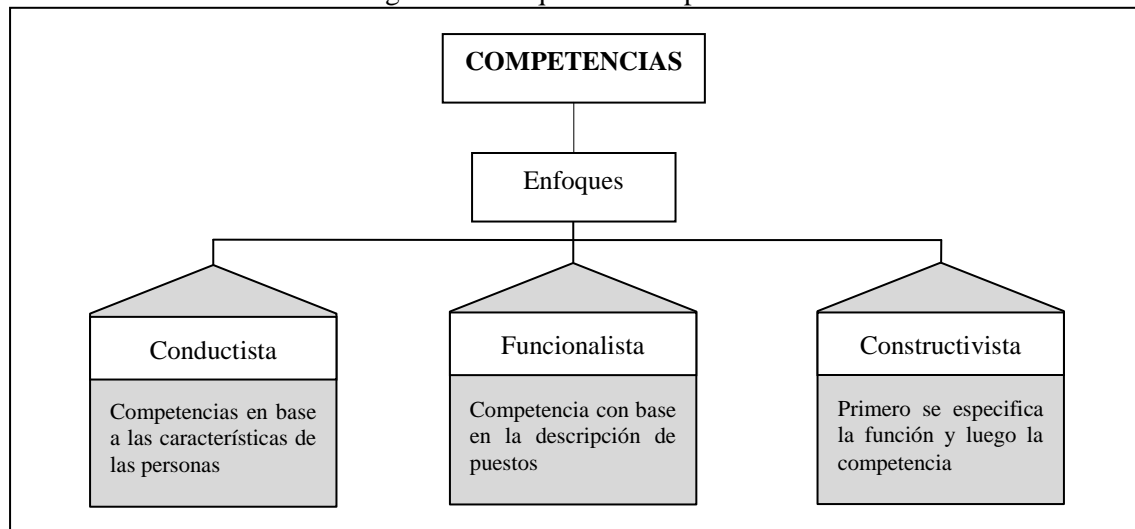 COMPETENCIAS
Enfoques
Conductista
Competencias en base
a las características de
las personas
Funcionalista
Competencia con base
en la descripción de
puestos
Constructivista
Primero se especifica
la función y luego la
competencia